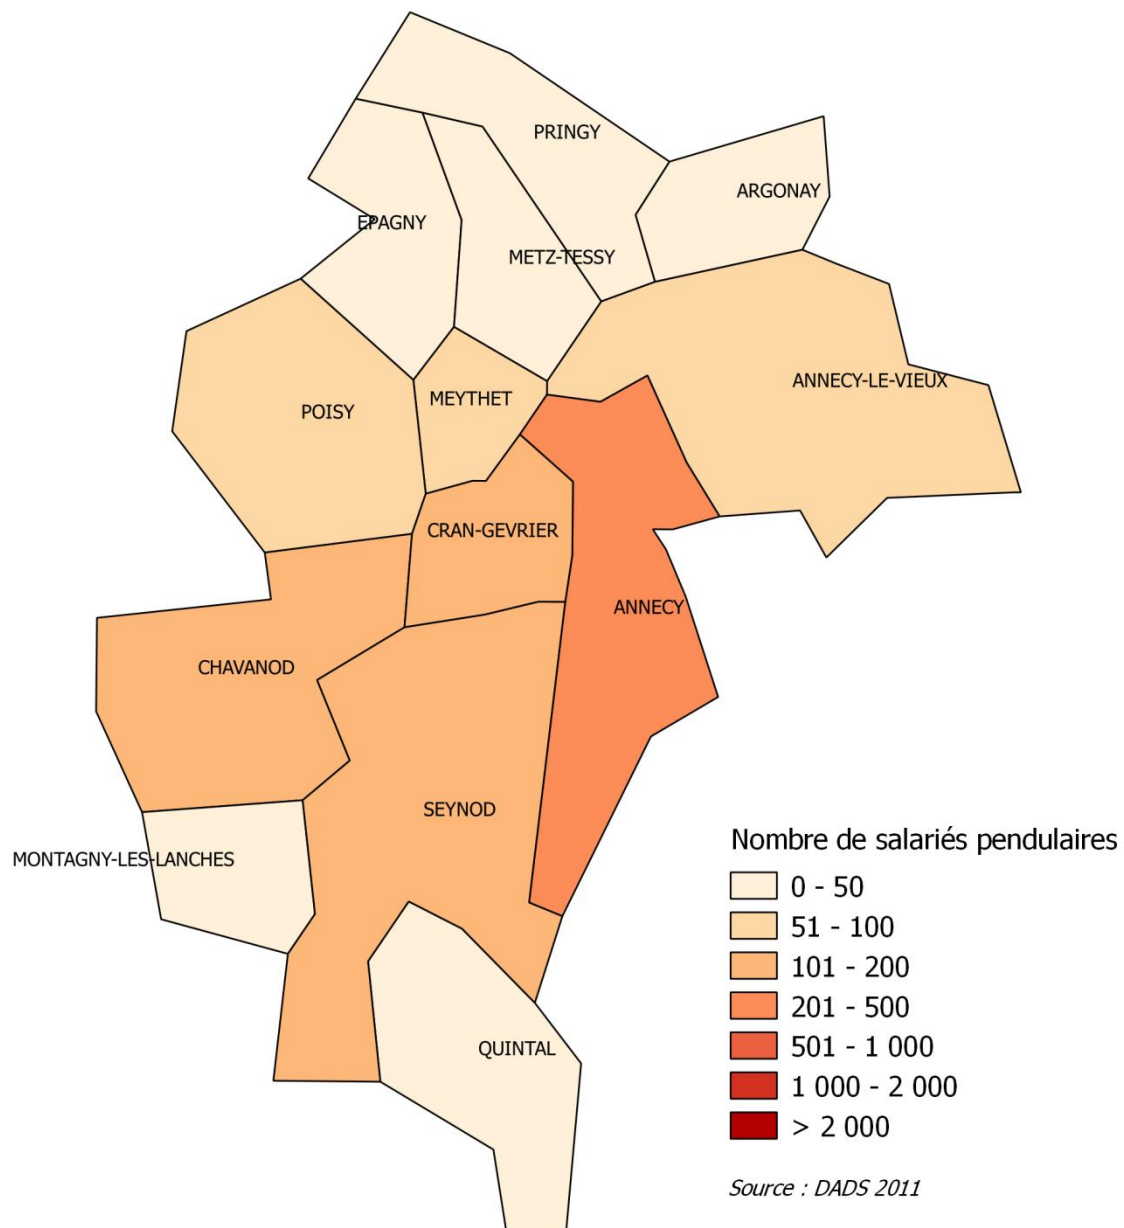 PRINGY
ARGONAY
EPAGNY
METZ-TESSY
ANNECY-LE-VIEUX
MEYTHET
POISY
CRAN-GEVRIER
ANNECY
CHAVANOD
SEYNOD
MONTAGNY-LES-LANCHES
QUINTAL
Nombre de salariés pendulaires
0 - 50
51 - 100
101 - 200
201 - 500
501 - 1 000
1 000 - 2 000
> 2 000
Source : DADS 2011